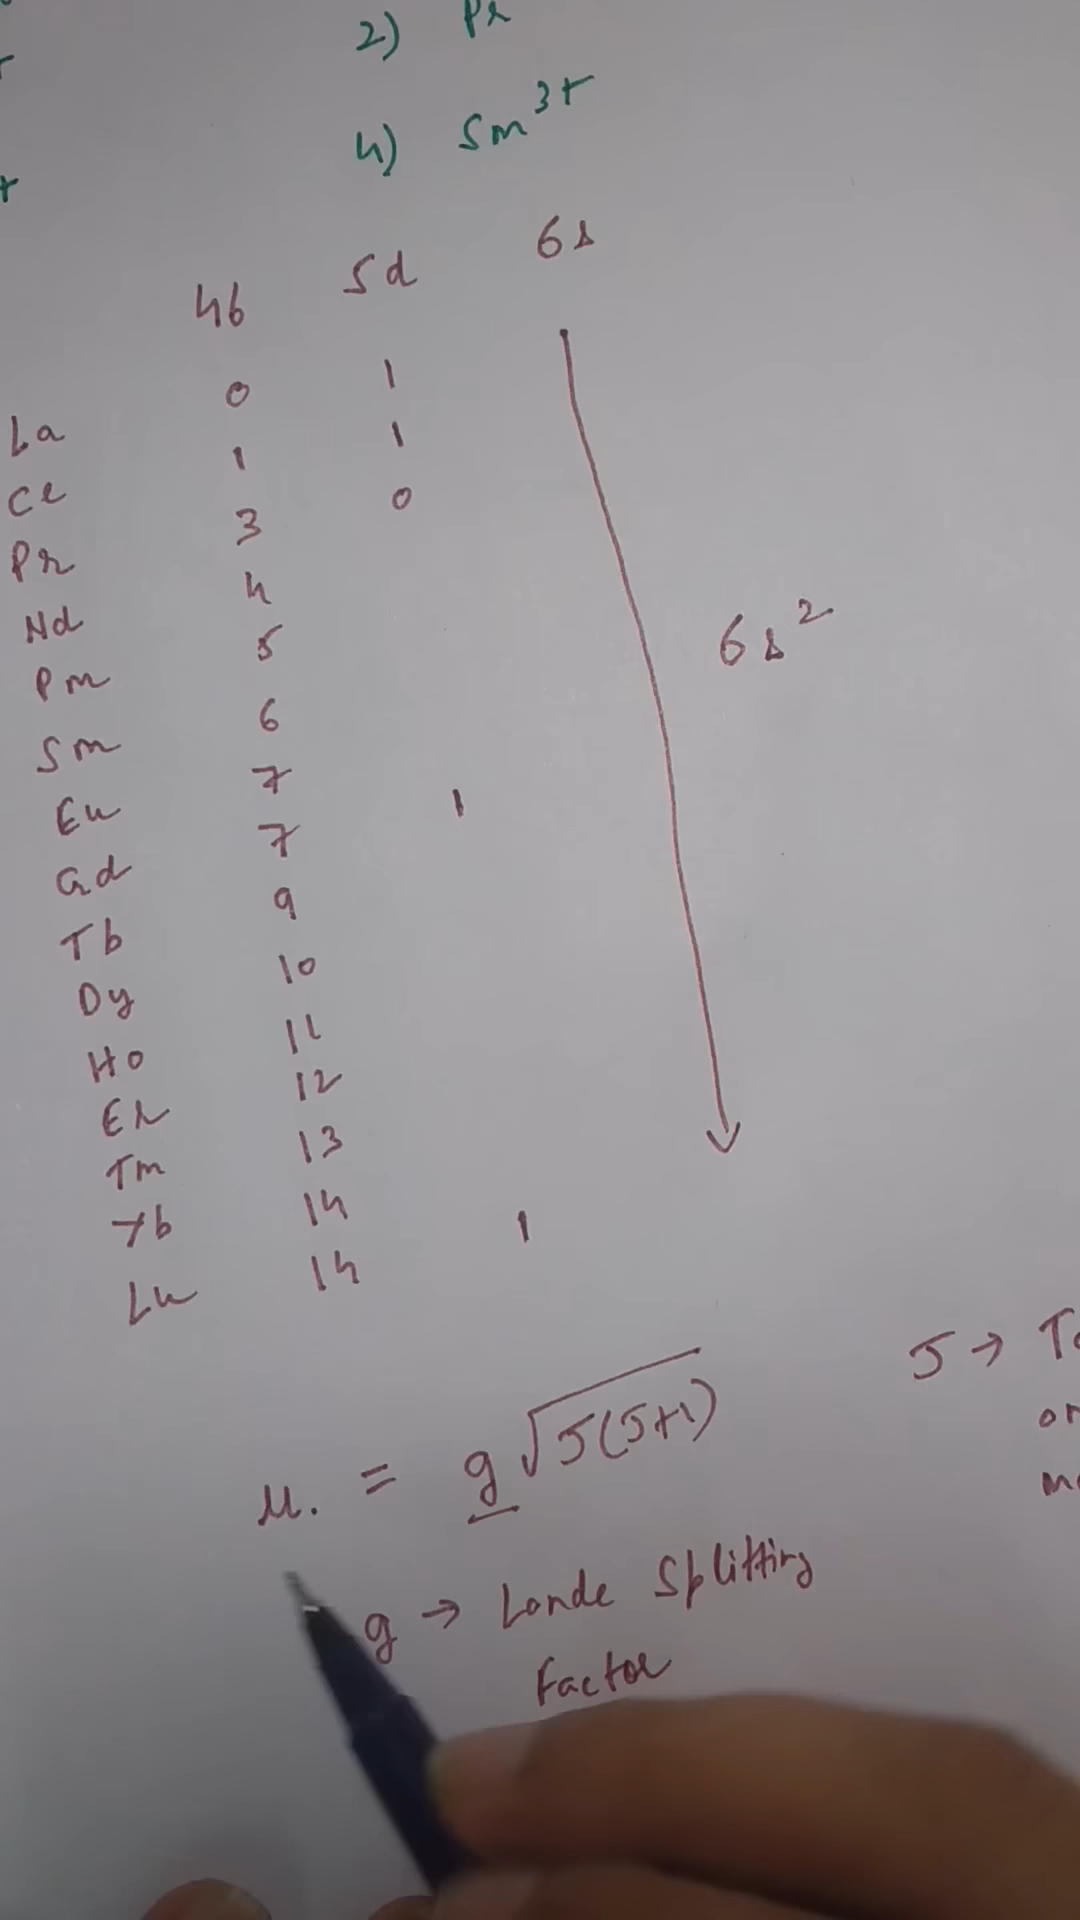 2) Pr
4) Sm3+
4f 5d 6s
La 0 1
Ce 1 1
Pr 3 0
Nd 4
Pm 5
Sm 6
Eu 7
Gd 7 1
Tb 9
Dy 10
Ho 11
Er 12
Tm 13
Yb 14
Lu 14 1
6s2
μ. = g√J(J+1)
J →
g → Lande Splitting
Factor